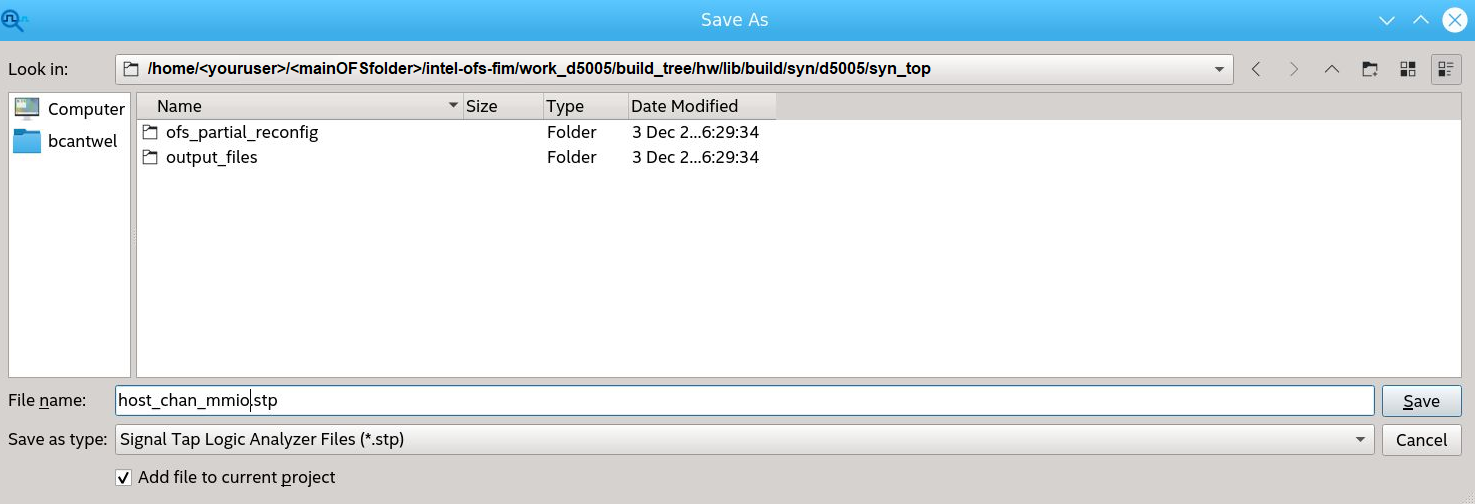 Save As
Look in: /home/<youruser>/<mainOFSfolder>/intel-ofs-fim/work_d5005/build_tree/hw/lib/build/syn/d5005/syn_top
Computer
bcantwel
Name Size Type Date Modified
ofs_partial_reconfig Folder 3 Dec 2...6:29:34
output_files Folder 3 Dec 2...6:29:34
File name: host_chan_mmio.stp Save
Save as type: Signal Tap Logic Analyzer Files (*.stp) Cancel
Add file to current project